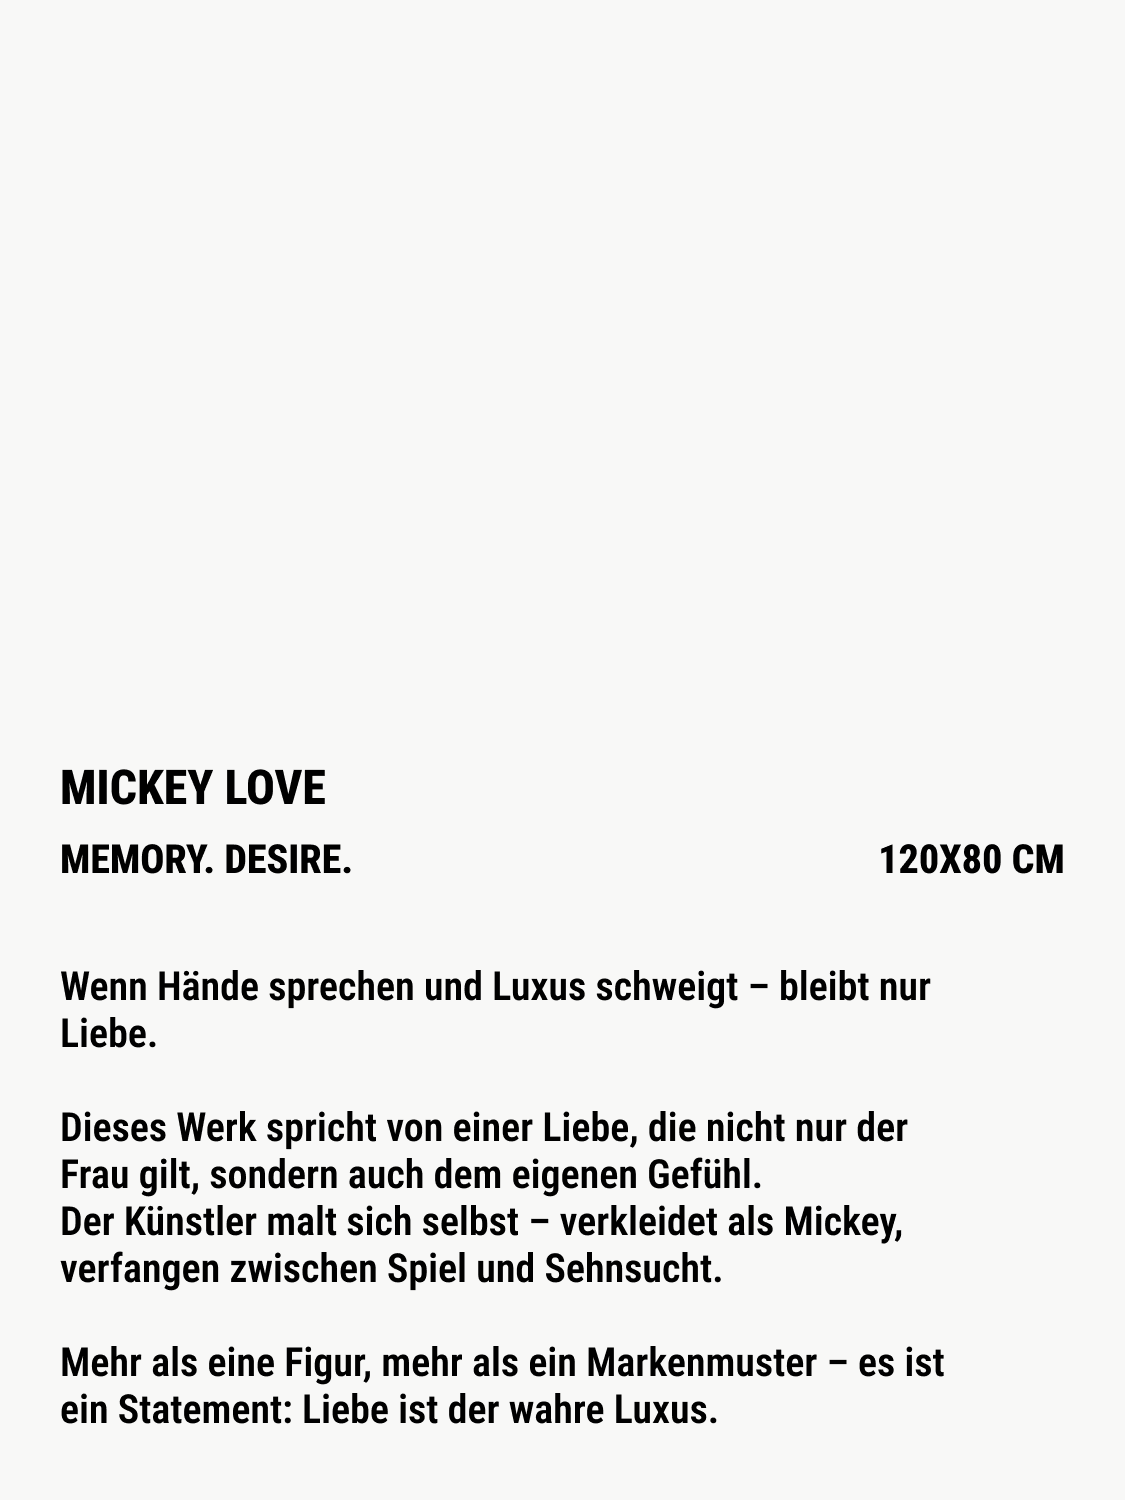 MICKEY LOVE
MEMORY. DESIRE. 120X80 CM
Wenn Hände sprechen und Luxus schweigt – bleibt nur
Liebe.
Dieses Werk spricht von einer Liebe, die nicht nur der
Frau gilt, sondern auch dem eigenen Gefühl.
Der Künstler malt sich selbst – verkleidet als Mickey,
verfangen zwischen Spiel und Sehnsucht.
Mehr als eine Figur, mehr als ein Markenmuster – es ist
ein Statement: Liebe ist der wahre Luxus.